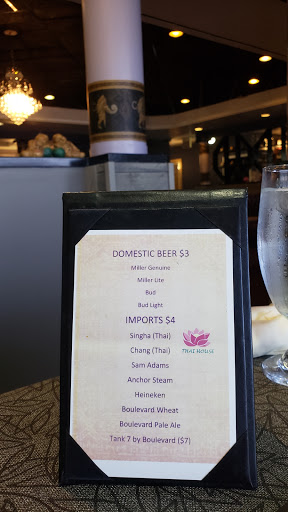 DOMESTIC BEER $3
Miller Genuine
Miller Lite
Bud
Bud Light
IMPORTS $4
Singha (Thai)
Chang (Thai)
THAI HOUSE
Sam Adams
Anchor Steam
Heineken
Boulevard Wheat
Boulevard Pale Ale
Tank 7 by Boulevard ($7)